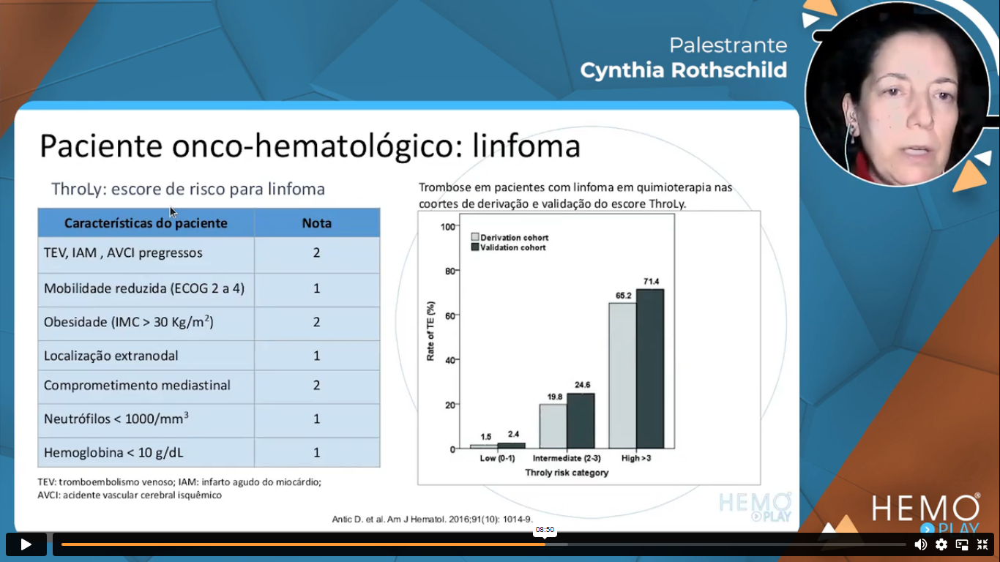 Palestrante
Cynthia Rothschild
Paciente onco-hematológico: linfoma
ThroLy: escore de risco para linfoma
Características do paciente Nota
TEV, IAM , AVCI pregressos 2
Mobilidade reduzida (ECOG 2 a 4) 1
Obesidade (IMC > 30 Kg/m²) 2
Localização extranodal 1
Comprometimento mediastinal 2
Neutrófilos < 1000/mm³ 1
Hemoglobina < 10 g/dL 1
TEV: tromboembolismo venoso; IAM: infarto agudo do miocárdio;
AVCI: acidente vascular cerebral isquêmico
Trombose em pacientes com linfoma em quimioterapia nas
coortes de derivação e validação do escore ThroLy.
Derivation cohort
Validation cohort
Rate of TE (%)
100
80
60
40
20
0
1.5
2.4
19.8
24.6
65.2
71.4
Low (0-1) Intermediate (2-3) High >3
Throly risk category
Antic D. et al. Am J Hematol. 2016;91(10): 1014-9.
HEMO
PLAY
HEMO®
PLAY
08:50